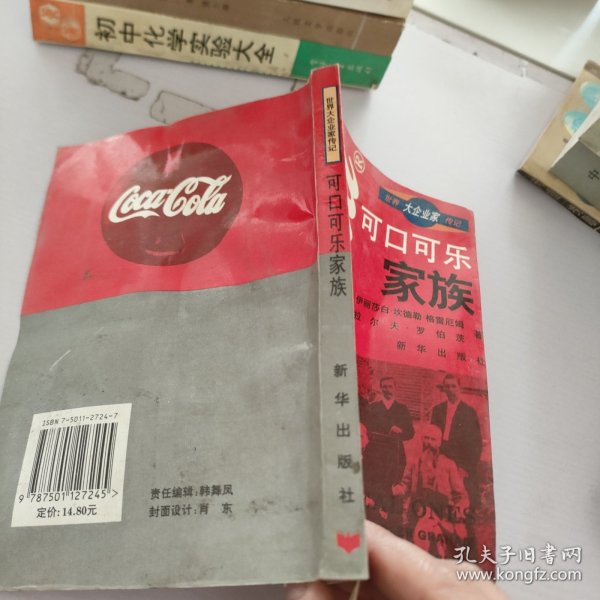 初中化学实验大全
Coca-Cola
ISBN 7-5011-2724-7
9 787501 127245 >
定价: 14.80元
责任编辑: 韩舞凤
封面设计: 肖 东
世界大企业家传记
可口可乐家族
新华出版社
®
世界 大企业家 传记
可口可乐
家族
伊丽莎白·坎德勒·格雷厄姆
拉尔夫·罗伯茨 著
新华出版社
孔夫子旧书网
www.kongfz.com